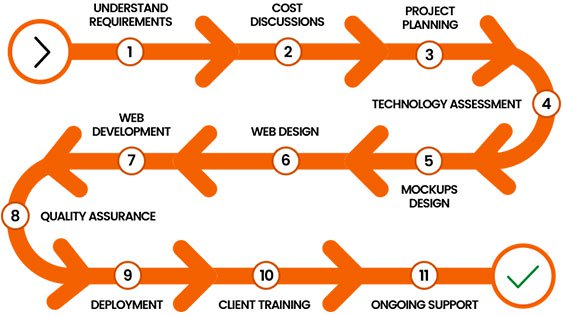 UNDERSTAND
REQUIREMENTS
1
COST
DISCUSSIONS
2
PROJECT
PLANNING
3
TECHNOLOGY ASSESSMENT
4
MOCKUPS
DESIGN
5
WEB DESIGN
6
WEB
DEVELOPMENT
7
8
QUALITY ASSURANCE
9
DEPLOYMENT
10
CLIENT TRAINING
11
ONGOING SUPPORT